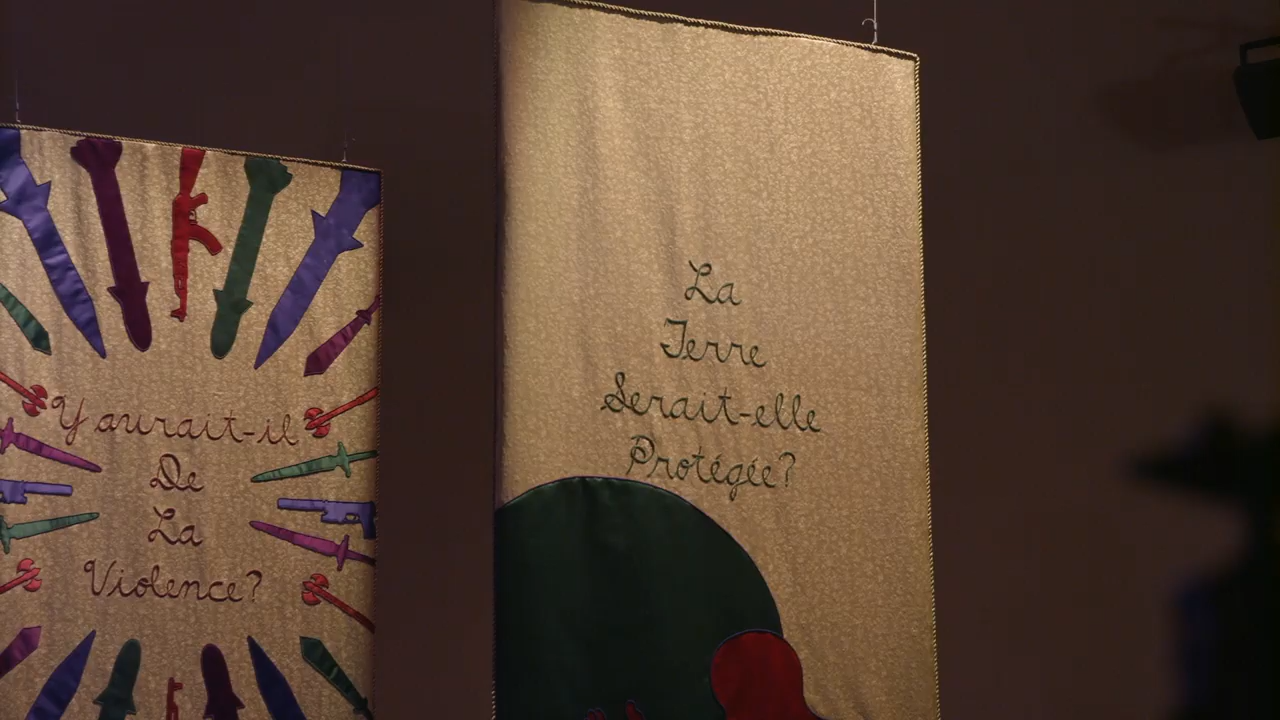 Y aurait-il
De
La
Violence?
La
Terre
Serait-elle
Protégée?